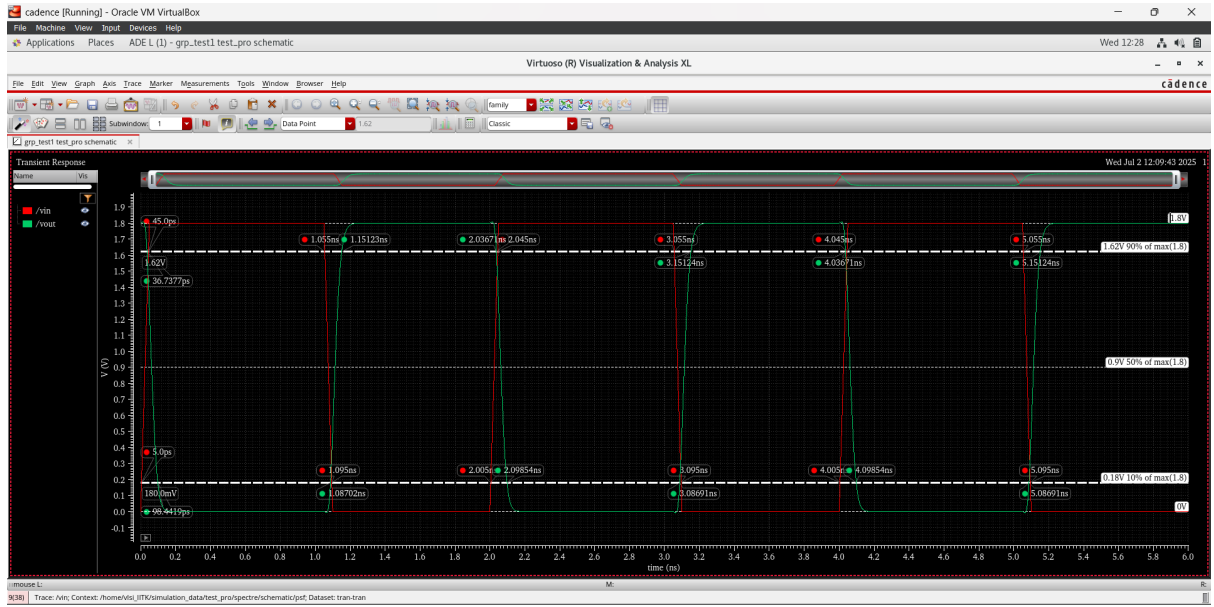 cadence [Running] - Oracle VM VirtualBox
File Machine View Input Devices Help
Applications Places ADE L (1) - grp_test1 test_pro schematic Wed 12:28
Virtuoso (R) Visualization & Analysis XL
File Edit View Graph Axis Trace Marker Measurements Tools Window Browser Help cādence
family
Subwindow: 1 Data Point 1.62 Classic
grp_test1 test_pro schematic
Transient Response Wed Jul 2 12:09:43 2025 1
Name Vis
/vin
/vout
V (V)
1.9
1.8
1.7
1.6
1.5
1.4
1.3
1.2
1.1
1.0
0.9
0.8
0.7
0.6
0.5
0.4
0.3
0.2
0.1
0.0
-0.1
45.0ps
1.8V
1.055ns 1.15123ns 2.03671ns 2.045ns 3.055ns 4.045ns 5.055ns
1.62V 90% of max(1.8)
1.62V 3.15124ns 4.03671ns 5.15124ns
36.7377ps
0.9V 50% of max(1.8)
5.0ps
1.095ns 2.005ns 2.09854ns 3.095ns 4.005ns 4.09854ns 5.095ns
0.18V 10% of max(1.8)
180.0mV 1.08702ns 3.08691ns 5.08691ns
98.4419ps 0V
0.0 0.2 0.4 0.6 0.8 1.0 1.2 1.4 1.6 1.8 2.0 2.2 2.4 2.6 2.8 3.0 3.2 3.4 3.6 3.8 4.0 4.2 4.4 4.6 4.8 5.0 5.2 5.4 5.6 5.8 6.0
time (ns)
mouse L: M: R:
9(38) Trace: /vin; Context: /home/vlsi_IITK/simulation_data/test_pro/spectre/schematic/psf; Dataset: tran-tran